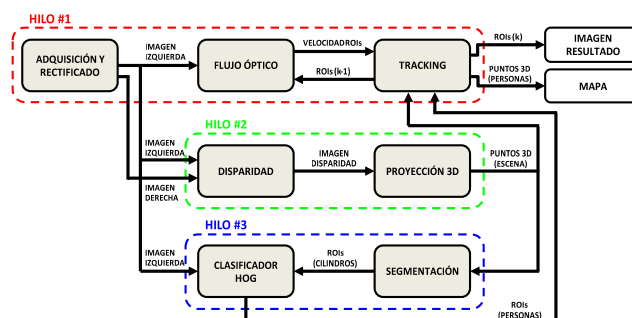 HILO #1
ADQUISICIÓN Y
RECTIFICADO
IMAGEN
IZQUIERDA
FLUJO ÓPTICO
VELOCIDAD ROIs
ROIs (k-1)
TRACKING
ROIs (k)
IMAGEN
RESULTADO
PUNTOS 3D
(PERSONAS)
MAPA
HILO #2
IMAGEN
IZQUIERDA
IMAGEN
DERECHA
DISPARIDAD
IMAGEN
DISPARIDAD
PROYECCIÓN 3D
PUNTOS 3D
(ESCENA)
HILO #3
IMAGEN
IZQUIERDA
CLASIFICADOR
HOG
ROIs
(CILINDROS)
SEGMENTACIÓN
ROIs
(PERSONAS)